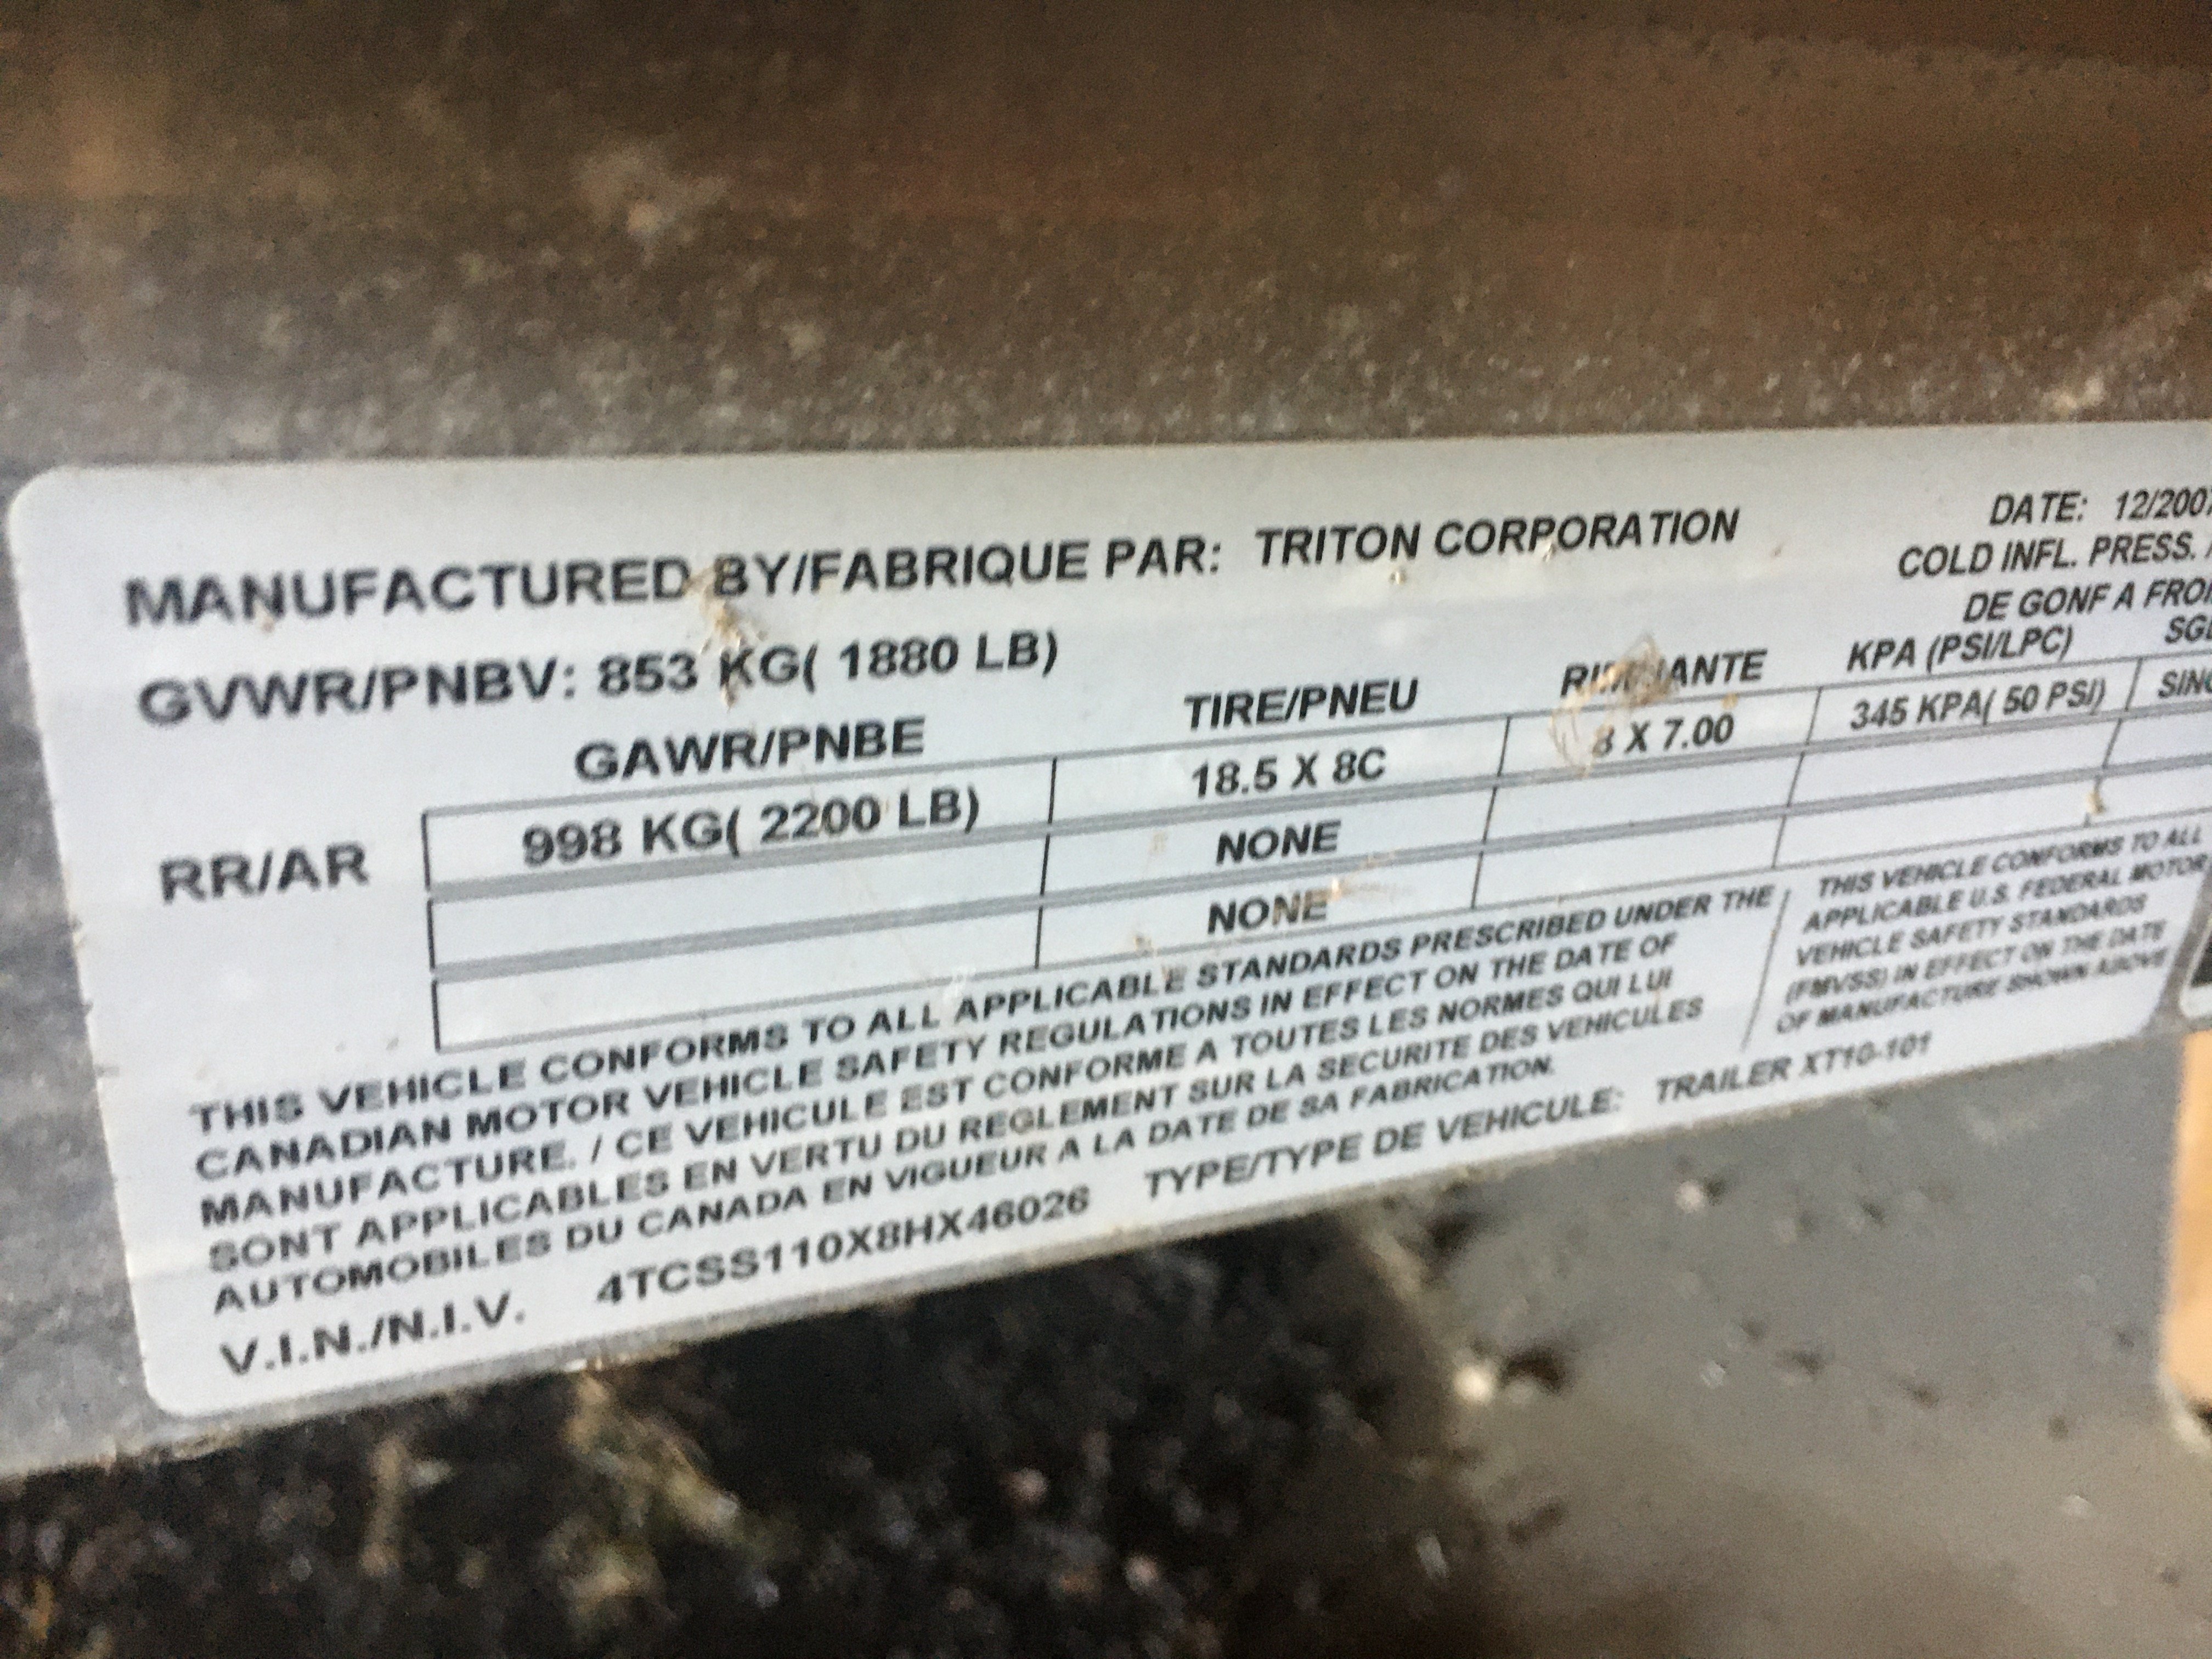 MANUFACTURED BY/FABRIQUE PAR: TRITON CORPORATION
DATE: 12/2007
COLD INFL. PRESS. /
DE GONF A FROI
GVWR/PNBV: 853 KG( 1880 LB)
GAWR/PNBE TIRE/PNEU KPA (PSI/LPC)
RR/AR 998 KG( 2200 LB) 18.5 X 8C 8 X 7.00 345 KPA( 50 PSI)
NONE
NONE
THIS VEHICLE CONFORMS TO ALL APPLICABLE STANDARDS PRESCRIBED UNDER THE
CANADIAN MOTOR VEHICLE SAFETY REGULATIONS IN EFFECT ON THE DATE OF
MANUFACTURE. / CE VEHICULE EST CONFORME A TOUTES LES NORMES QUI LUI
SONT APPLICABLES EN VERTU DU REGLEMENT SUR LA SECURITE DES VEHICULES
AUTOMOBILES DU CANADA EN VIGUEUR A LA DATE DE SA FABRICATION.
THIS VEHICLE CONFORMS TO ALL
APPLICABLE U.S. FEDERAL MOTOR
VEHICLE SAFETY STANDARDS
(FMVSS) IN EFFECT ON THE DATE
OF MANUFACTURE SHOWN ABOVE
V.I.N./N.I.V. 4TCSS110X8HX46026 TYPE/TYPE DE VEHICULE: TRAILER XT10-101